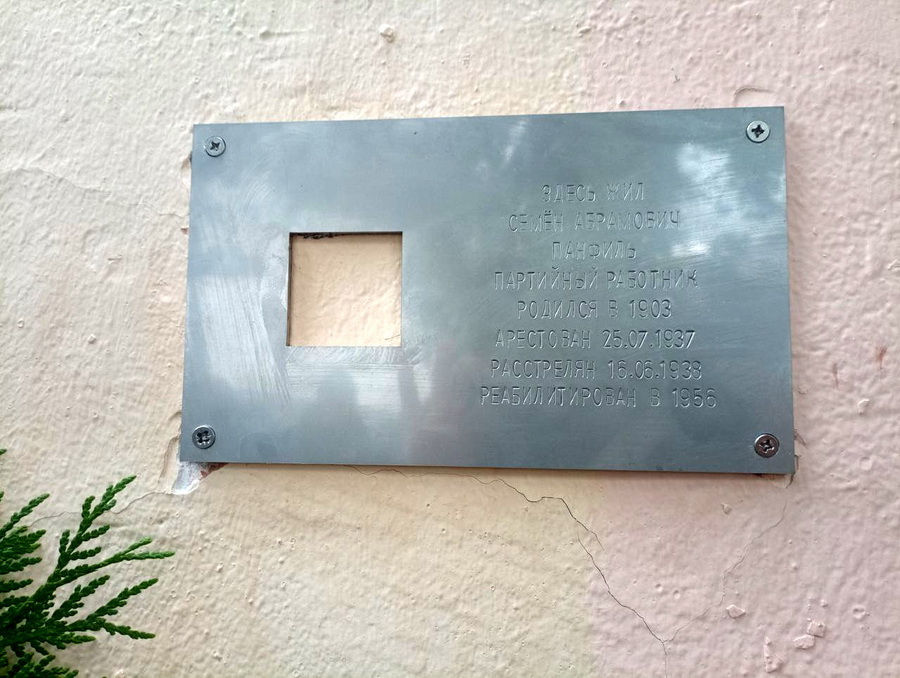 ЗДЕСЬ ЖИЛ
СЕМЁН АБРАМОВИЧ
ПАНФИЛЬ
ПАРТИЙНЫЙ РАБОТНИК
РОДИЛСЯ В 1903
АРЕСТОВАН 25.07.1937
РАССТРЕЛЯН 16.06.1938
РЕАБИЛИТИРОВАН В 1956